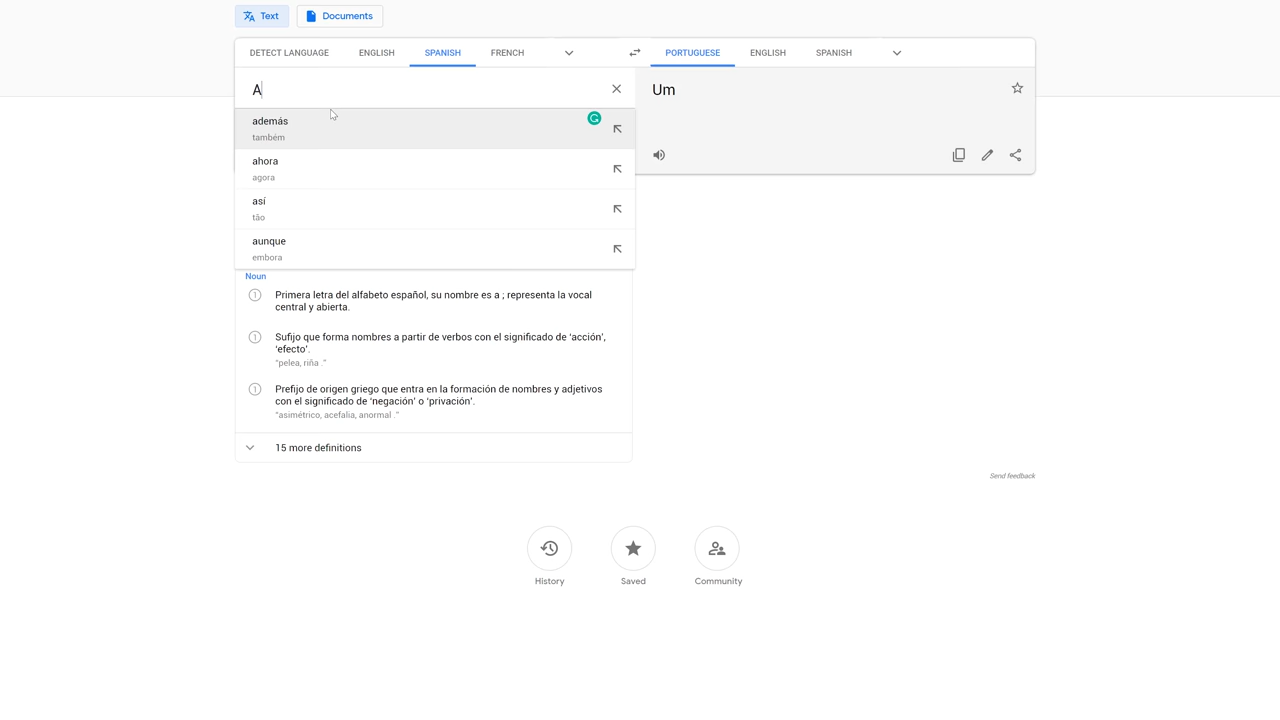 Text Documents
DETECT LANGUAGE ENGLISH SPANISH FRENCH PORTUGUESE ENGLISH SPANISH
A Um
además
también
ahora
agora
así
tão
aunque
embora
Noun
1 Primera letra del alfabeto español, su nombre es a ; representa la vocal
central y abierta.
1 Sufijo que forma nombres a partir de verbos con el significado de ‘acción’,
‘efecto’.
“pelea, riña .”
1 Prefijo de origen griego que entra en la formación de nombres y adjetivos
con el significado de ‘negación’ o ‘privación’.
“asimétrico, acefalia, anormal .”
15 more definitions
Send feedback
History Saved Community